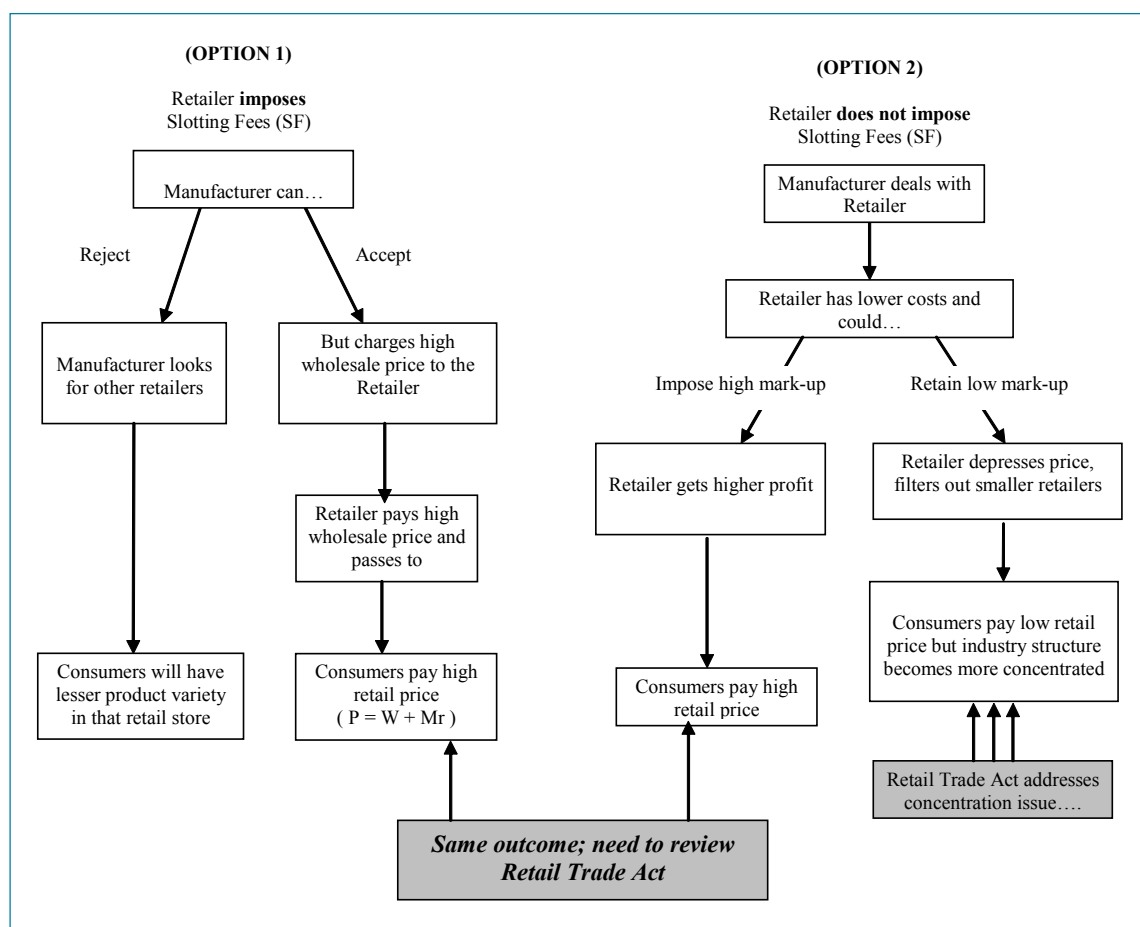 (OPTION 1)
Retailer imposes
Slotting Fees (SF)
Manufacturer can…
Reject
Accept
Manufacturer looks
for other retailers
But charges high
wholesale price to the
Retailer
Retailer pays high
wholesale price and
passes to
Consumers will have
lesser product variety
in that retail store
Consumers pay high
retail price
( P = W + Mr )
(OPTION 2)
Retailer does not impose
Slotting Fees (SF)
Manufacturer deals with
Retailer
Retailer has lower costs and
could…
Impose high mark-up
Retain low mark-up
Retailer gets higher profit
Retailer depresses price,
filters out smaller retailers
Consumers pay high
retail price
Consumers pay low retail
price but industry structure
becomes more concentrated
Retail Trade Act addresses
concentration issue….
Same outcome; need to review
Retail Trade Act